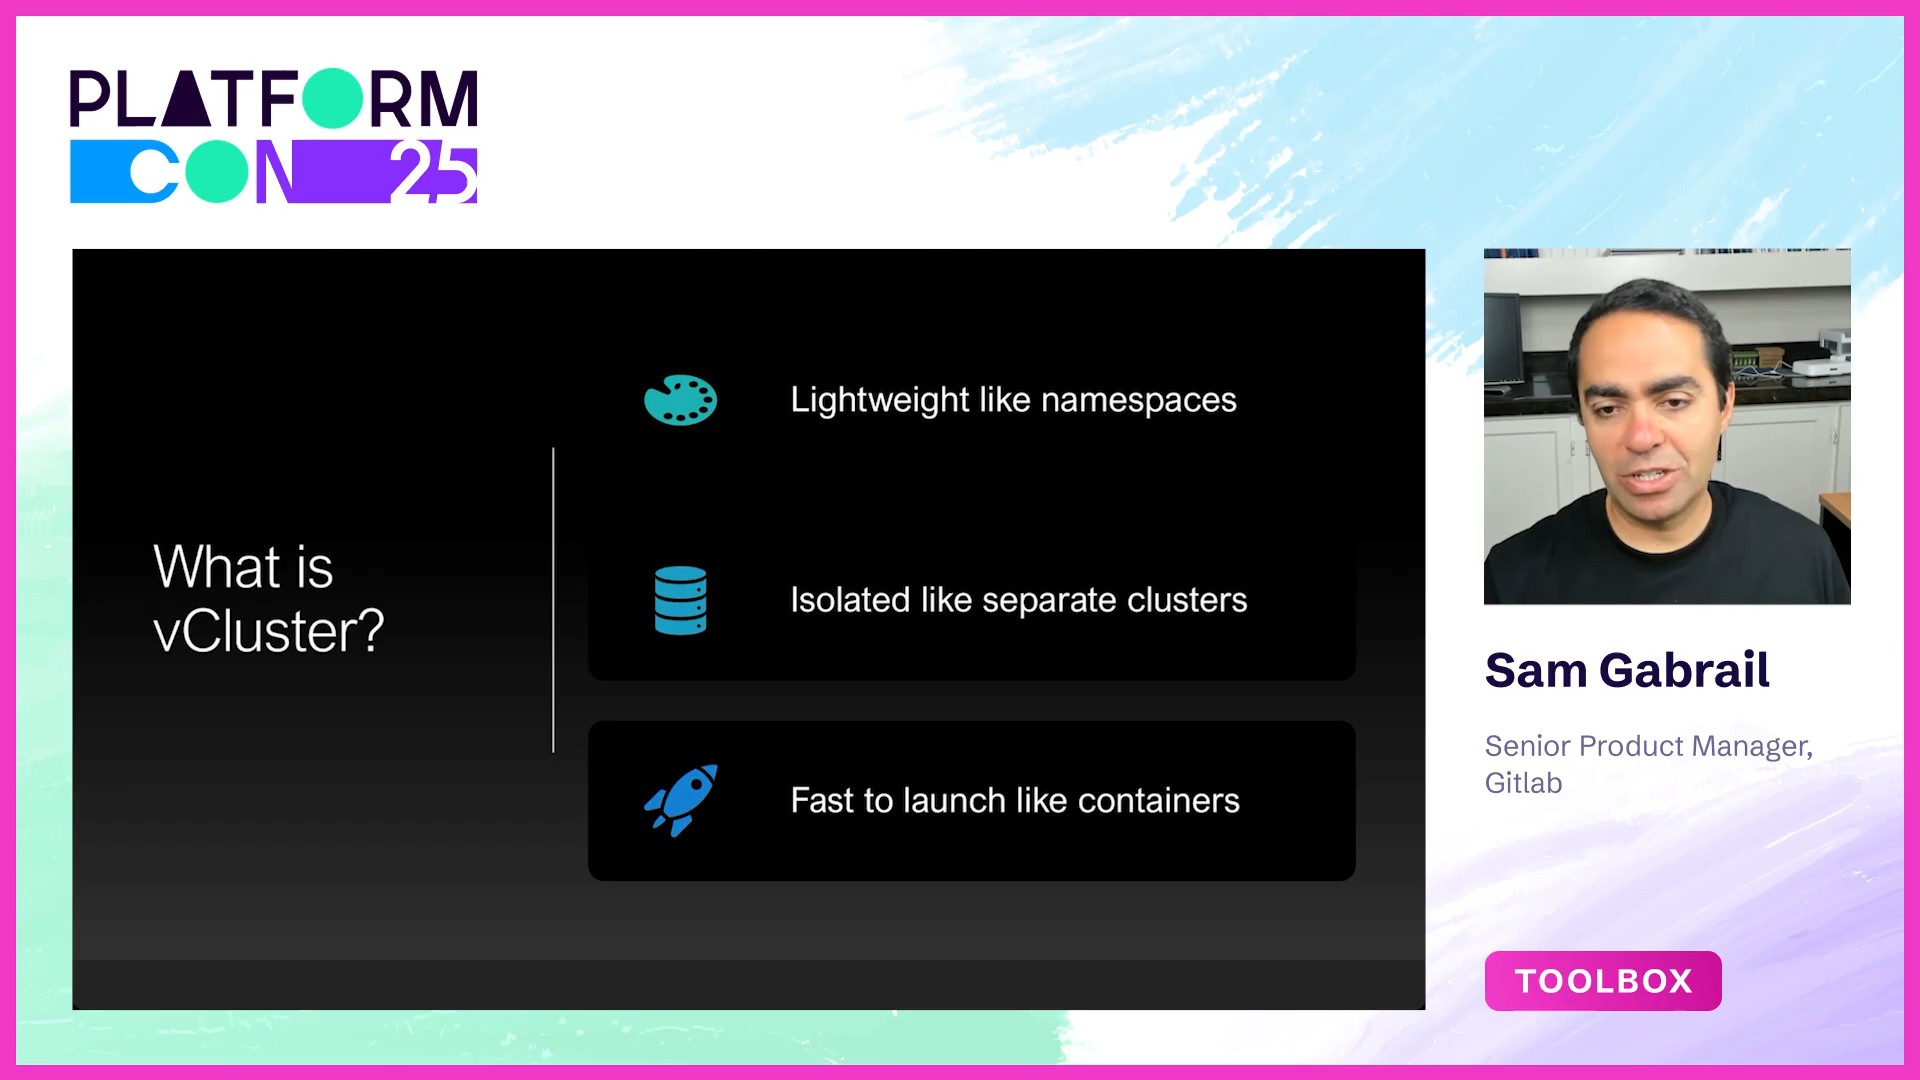 PLATFORM
CON 25
What is
vCluster?
Lightweight like namespaces
Isolated like separate clusters
Fast to launch like containers
Sam Gabrail
Senior Product Manager,
Gitlab
TOOLBOX